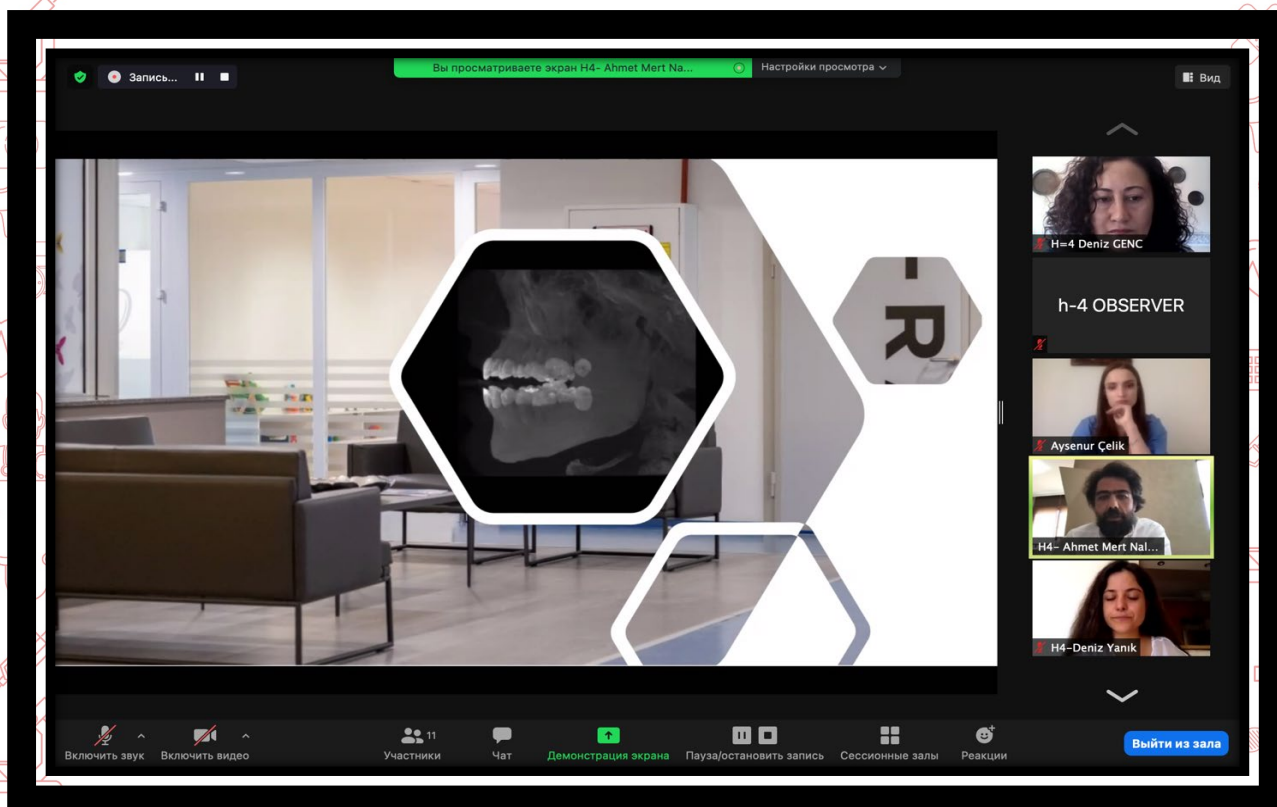 Запись...
Вы просматриваете экран H4- Ahmet Mert Na...
Настройки просмотра
Вид
H=4 Deniz GENC
h-4 OBSERVER
Aysenur Çelik
H4- Ahmet Mert Nal...
H4-Deniz Yanık
R
Включить звук
Включить видео
11
Участники
Чат
Демонстрация экрана
Пауза/остановить запись
Сессионные залы
Реакции
Выйти из зала